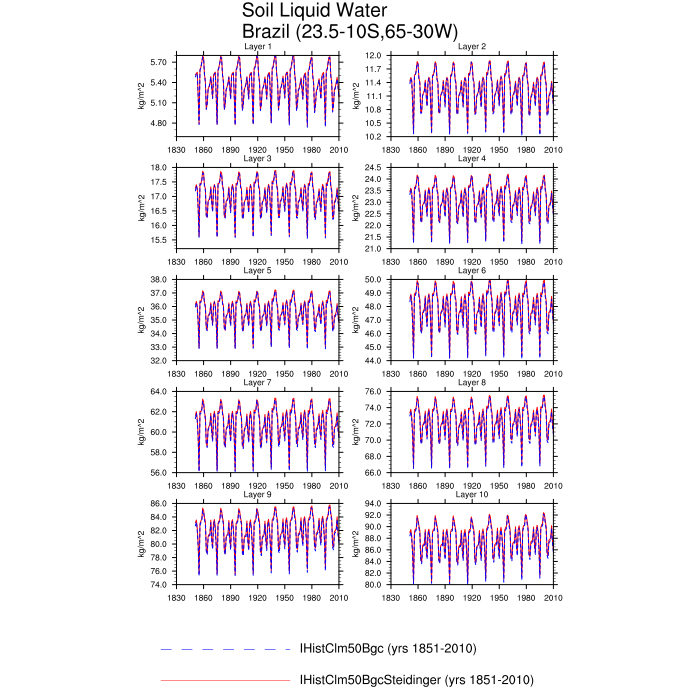 Soil Liquid Water
Brazil (23.5-10S,65-30W)
Layer 1
kg/m^2
5.70
5.40
5.10
4.80
1830 1860 1890 1920 1950 1980 2010
Layer 2
kg/m^2
12.0
11.7
11.4
11.1
10.8
10.5
10.2
1830 1860 1890 1920 1950 1980 2010
Layer 3
kg/m^2
18.0
17.5
17.0
16.5
16.0
15.5
1830 1860 1890 1920 1950 1980 2010
Layer 4
kg/m^2
24.5
24.0
23.5
23.0
22.5
22.0
21.5
21.0
1830 1860 1890 1920 1950 1980 2010
Layer 5
kg/m^2
38.0
37.0
36.0
35.0
34.0
33.0
32.0
1830 1860 1890 1920 1950 1980 2010
Layer 6
kg/m^2
50.0
49.0
48.0
47.0
46.0
45.0
44.0
1830 1860 1890 1920 1950 1980 2010
Layer 7
kg/m^2
64.0
62.0
60.0
58.0
56.0
1830 1860 1890 1920 1950 1980 2010
Layer 8
kg/m^2
76.0
74.0
72.0
70.0
68.0
66.0
1830 1860 1890 1920 1950 1980 2010
Layer 9
kg/m^2
86.0
84.0
82.0
80.0
78.0
76.0
74.0
1830 1860 1890 1920 1950 1980 2010
Layer 10
kg/m^2
94.0
92.0
90.0
88.0
86.0
84.0
82.0
80.0
1830 1860 1890 1920 1950 1980 2010
IHistClm50Bgc (yrs 1851-2010)
IHistClm50BgcSteidinger (yrs 1851-2010)